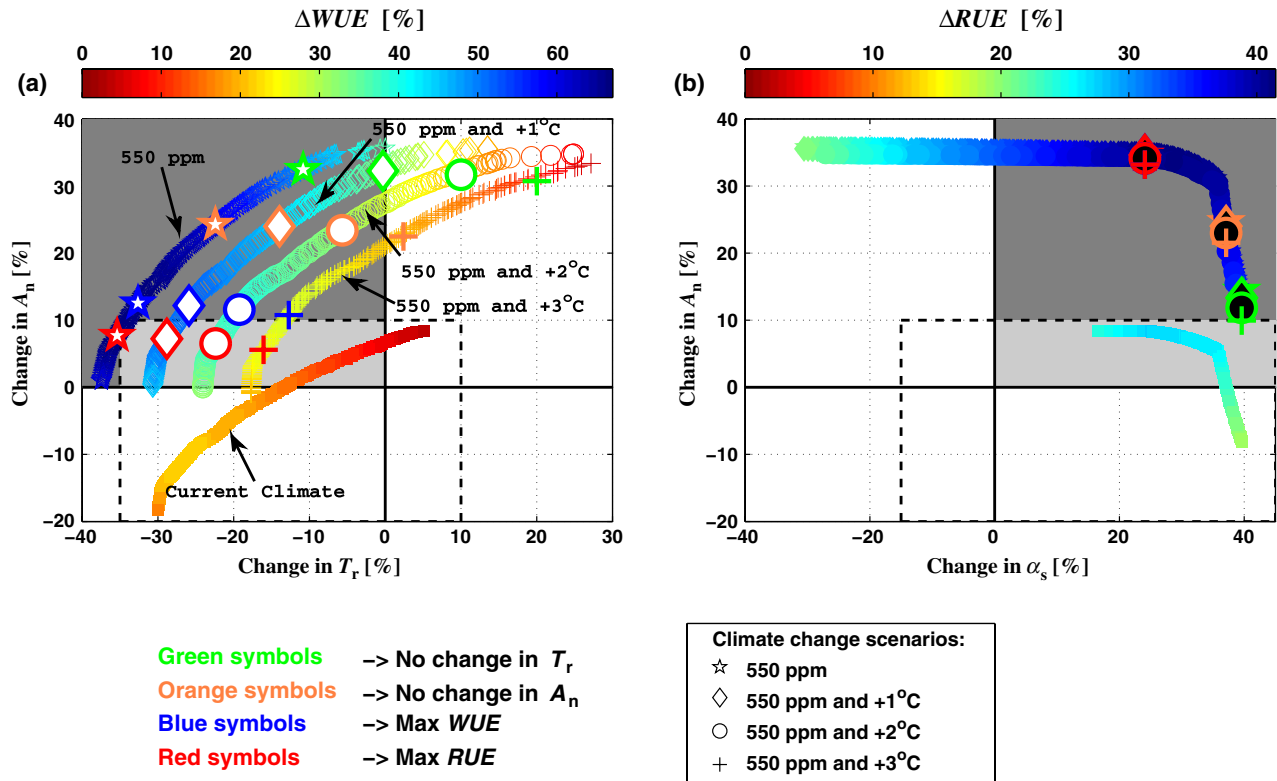 ΔWUE [%]
0 10 20 30 40 50 60
(a)
40
30
20
10
0
−10
−20
Change in An [%]
550 ppm
550 ppm and +1°C
550 ppm and +2°C
550 ppm and +3°C
Current Climate
−40 −30 −20 −10 0 10 20 30
Change in Tr [%]
ΔRUE [%]
0 10 20 30 40
(b)
40
30
20
10
0
−10
−20
Change in An [%]
−40 −20 0 20 40
Change in αs [%]
Green symbols −> No change in Tr
Orange symbols −> No change in An
Blue symbols −> Max WUE
Red symbols −> Max RUE
Climate change scenarios:
550 ppm
550 ppm and +1°C
550 ppm and +2°C
550 ppm and +3°C